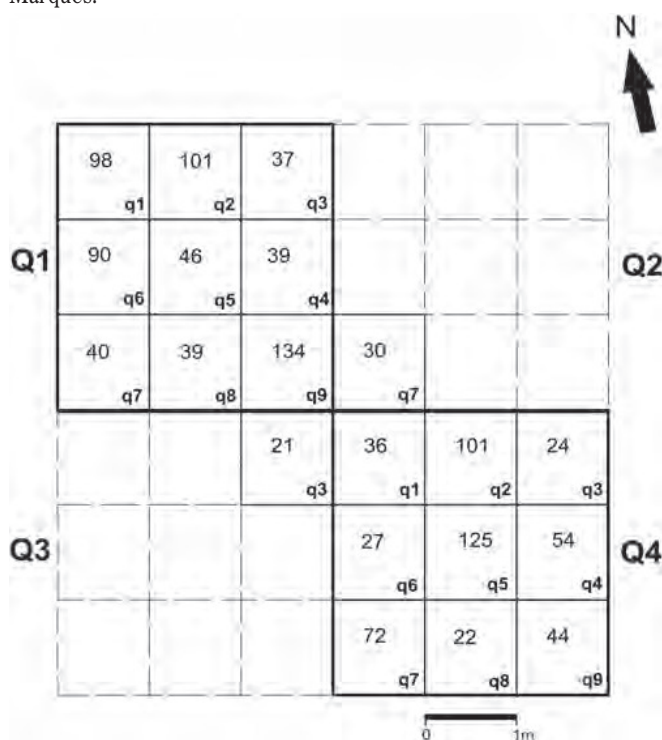 Marques.
N
98 101 37
q1 q2 q3
Q1 90 46 39 Q2
q6 q5 q4
40 39 134 30
q7 q8 q9 q7
21 36 101 24
q3 q1 q2 q3
Q3 27 125 54 Q4
q6 q5 q4
72 22 44
q7 q8 q9
0 1m